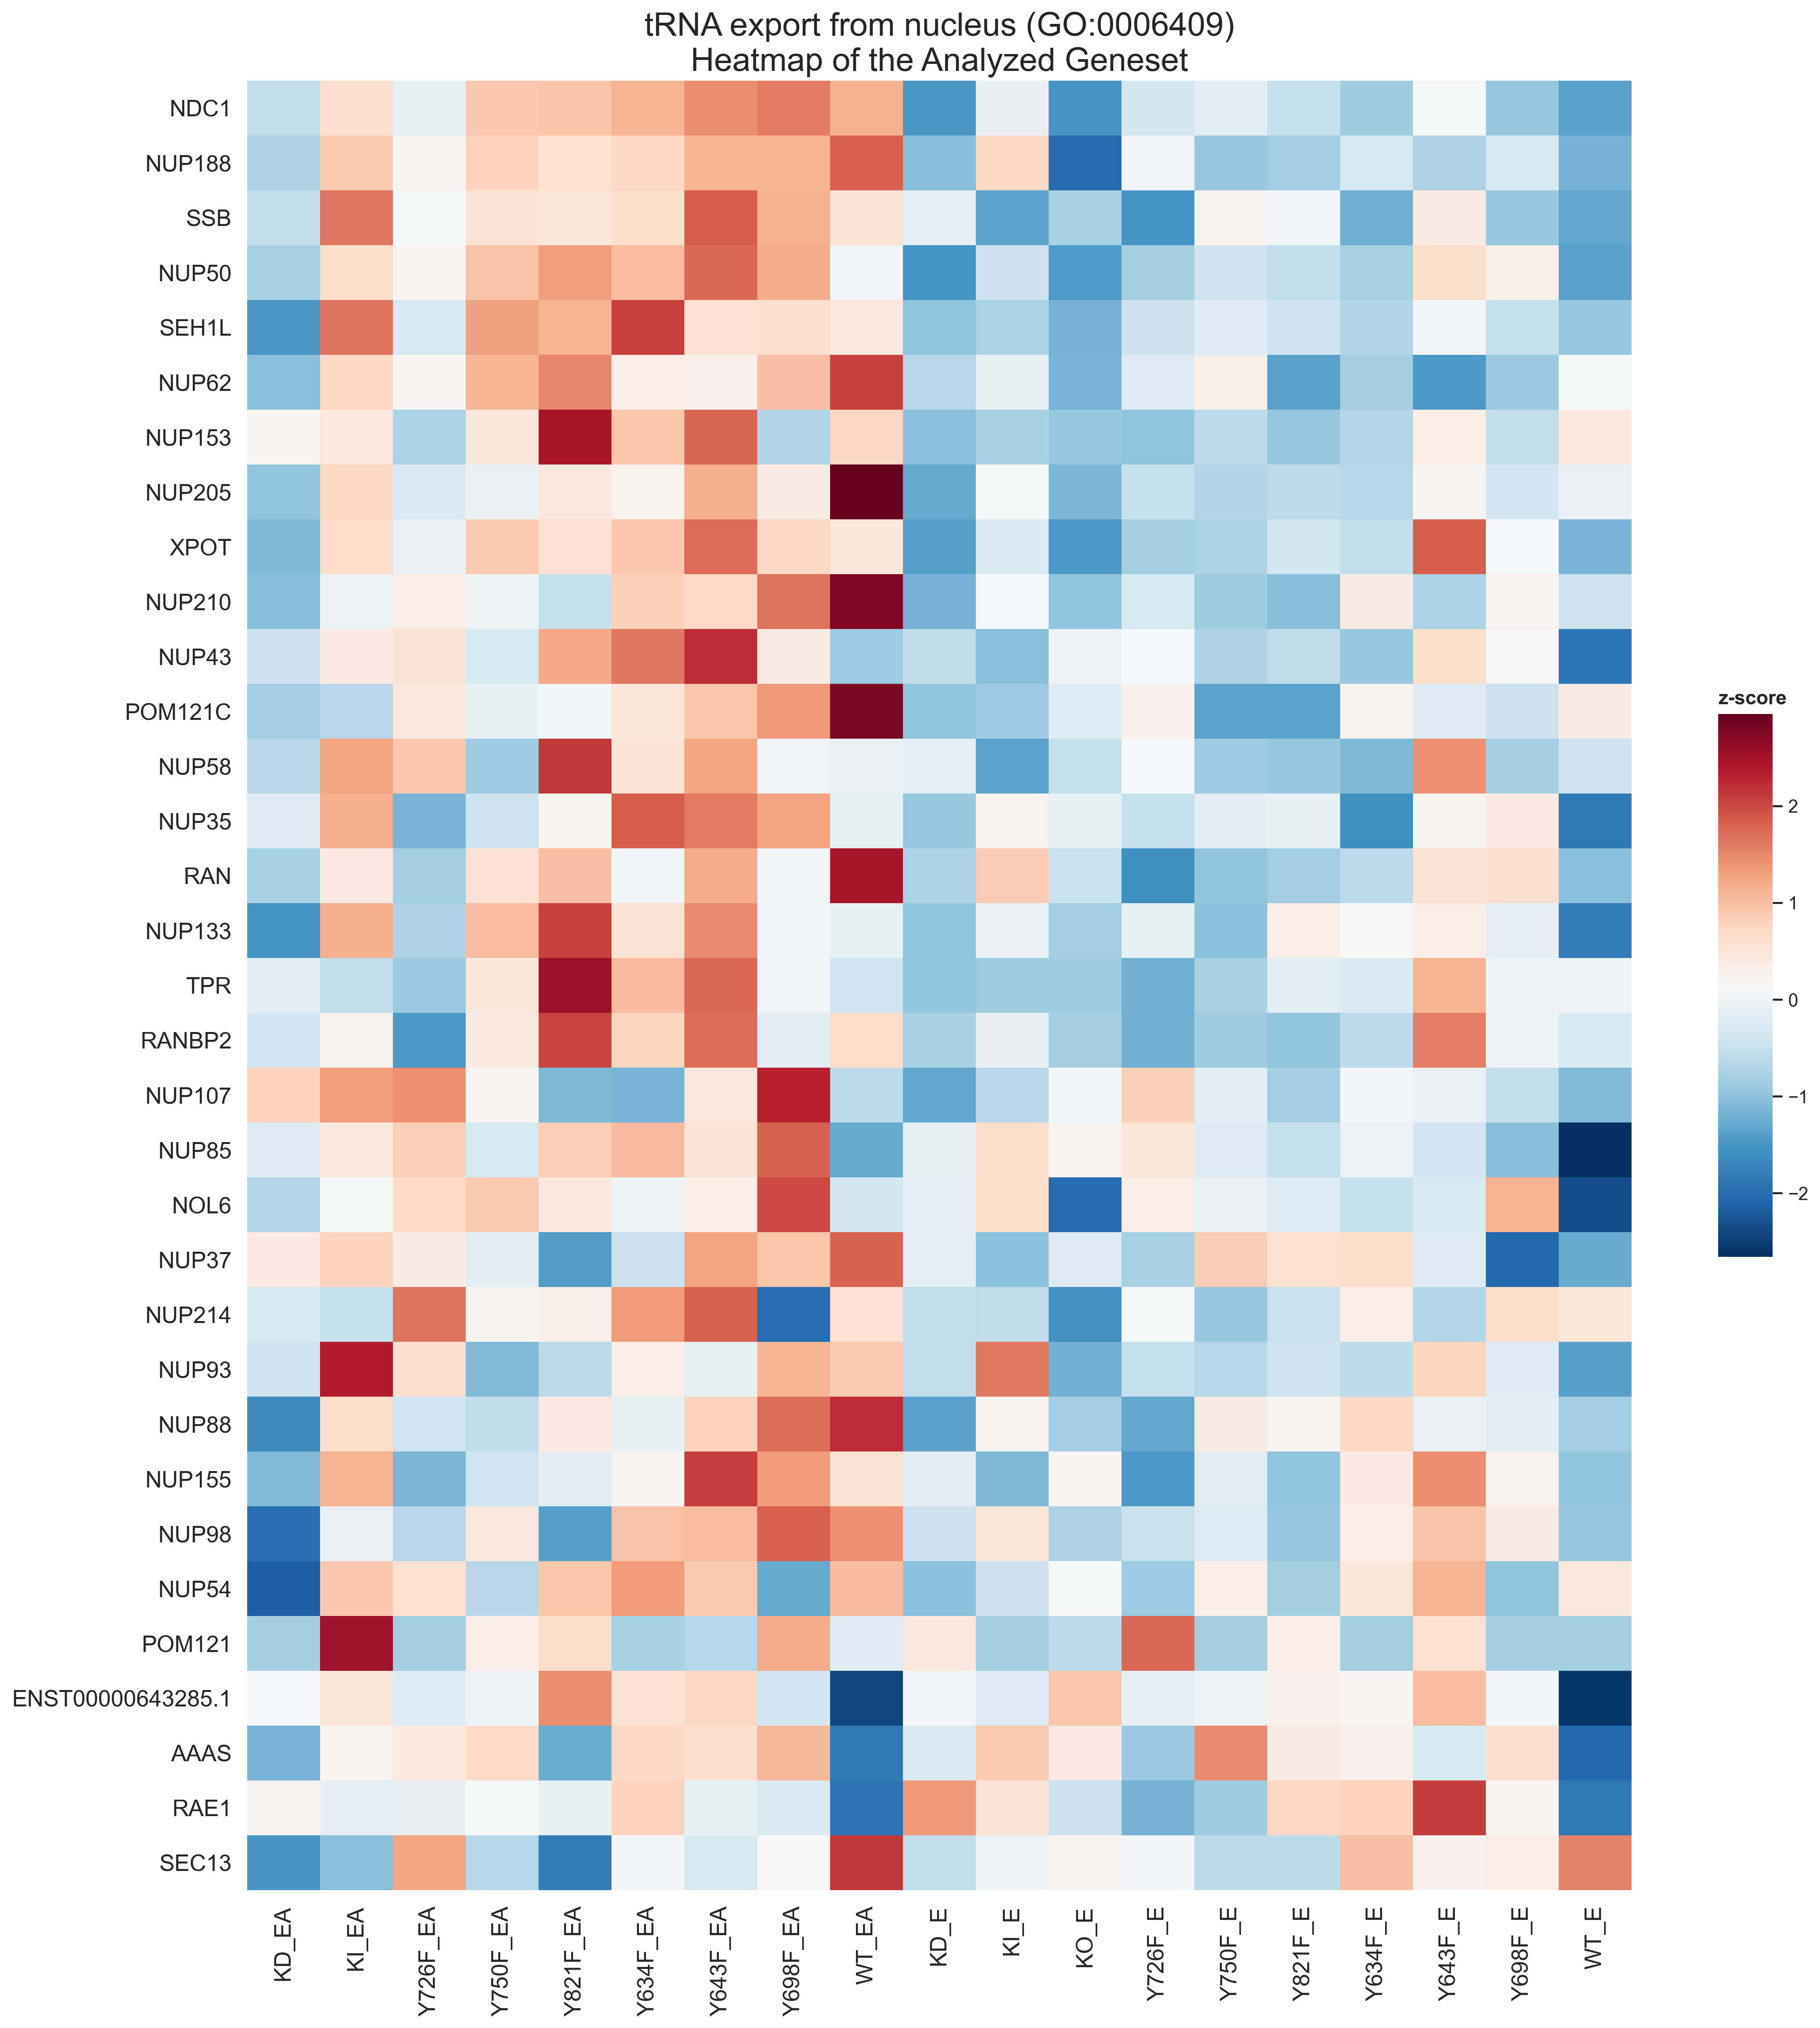 tRNA export from nucleus (GO:0006409)
Heatmap of the Analyzed Geneset
NDC1
NUP188
SSB
NUP50
SEH1L
NUP62
NUP153
NUP205
XPOT
NUP210
NUP43
POM121C
NUP58
NUP35
RAN
NUP133
TPR
RANBP2
NUP107
NUP85
NOL6
NUP37
NUP214
NUP93
NUP88
NUP155
NUP98
NUP54
POM121
ENST00000643285.1
AAAS
RAE1
SEC13
KD_EA
KI_EA
Y726F_EA
Y750F_EA
Y821F_EA
Y634F_EA
Y643F_EA
Y698F_EA
WT_EA
KD_E
KI_E
KO_E
Y726F_E
Y750F_E
Y821F_E
Y634F_E
Y643F_E
Y698F_E
WT_E
z-score
2
1
0
−1
−2